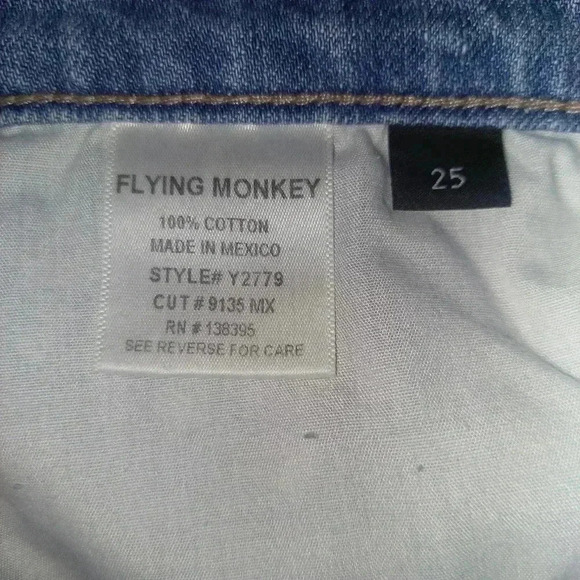 FLYING MONKEY
100% COTTON
MADE IN MEXICO
STYLE# Y2779
CUT # 9135 MX
RN # 138395
SEE REVERSE FOR CARE
25